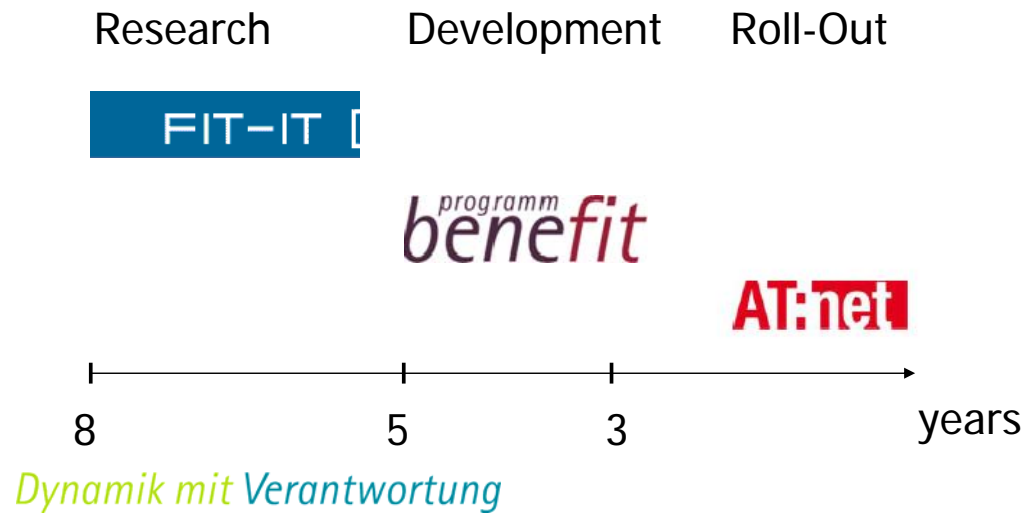 Research Development Roll-Out
FIT-IT
programm
benefit
AT:net
8 5 3 years
Dynamik mit Verantwortung